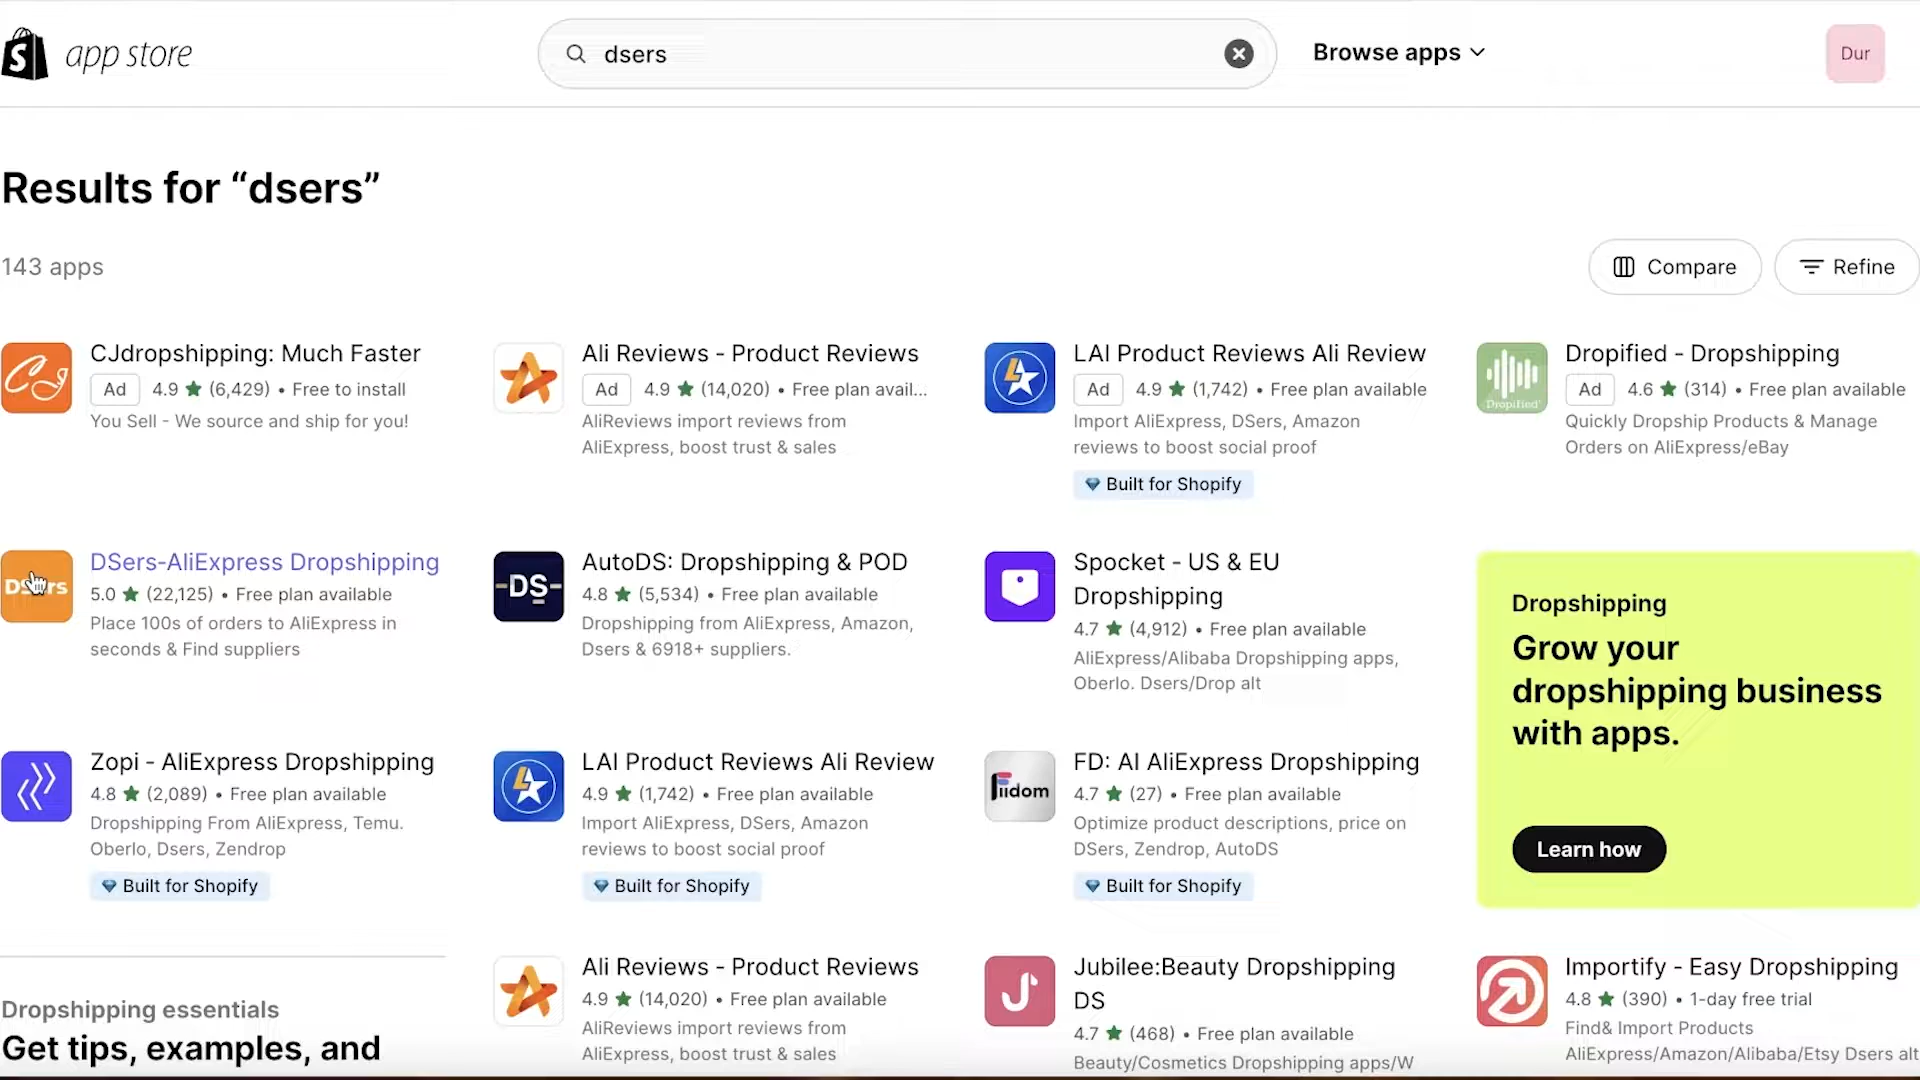 app store
dsers
Browse apps
Dur
Results for “dsers”
143 apps
Compare
Refine
CJdropshipping: Much Faster
Ad 4.9 ★ (6,429) • Free to install
You Sell - We source and ship for you!
Ali Reviews - Product Reviews
Ad 4.9 ★ (14,020) • Free plan avail...
AliReviews import reviews from
AliExpress, boost trust & sales
LAI Product Reviews Ali Review
Ad 4.9 ★ (1,742) • Free plan available
Import AliExpress, DSers, Amazon
reviews to boost social proof
Built for Shopify
Dropified
Dropified - Dropshipping
Ad 4.6 ★ (314) • Free plan available
Quickly Dropship Products & Manage
Orders on AliExpress/eBay
DSers-AliExpress Dropshipping
5.0 ★ (22,125) • Free plan available
Place 100s of orders to AliExpress in
seconds & Find suppliers
-DS-
AutoDS: Dropshipping & POD
4.8 ★ (5,534) • Free plan available
Dropshipping from AliExpress, Amazon,
Dsers & 6918+ suppliers.
Spocket - US & EU
Dropshipping
4.7 ★ (4,912) • Free plan available
AliExpress/Alibaba Dropshipping apps,
Oberlo. Dsers/Drop alt
Dropshipping
Grow your
dropshipping business
with apps.
Learn how
Zopi - AliExpress Dropshipping
4.8 ★ (2,089) • Free plan available
Dropshipping From AliExpress, Temu.
Oberlo, Dsers, Zendrop
Built for Shopify
LAI Product Reviews Ali Review
4.9 ★ (1,742) • Free plan available
Import AliExpress, DSers, Amazon
reviews to boost social proof
Built for Shopify
Fiidom
FD: AI AliExpress Dropshipping
4.7 ★ (27) • Free plan available
Optimize product descriptions, price on
DSers, Zendrop, AutoDS
Built for Shopify
Dropshipping essentials
Get tips, examples, and
Ali Reviews - Product Reviews
4.9 ★ (14,020) • Free plan available
AliReviews import reviews from
AliExpress, boost trust & sales
Jubilee:Beauty Dropshipping
DS
4.7 ★ (468) • Free plan available
Beauty/Cosmetics Dropshipping apps/W
Importify - Easy Dropshipping
4.8 ★ (390) • 1-day free trial
Find& Import Products
AliExpress/Amazon/Alibaba/Etsy Dsers alt